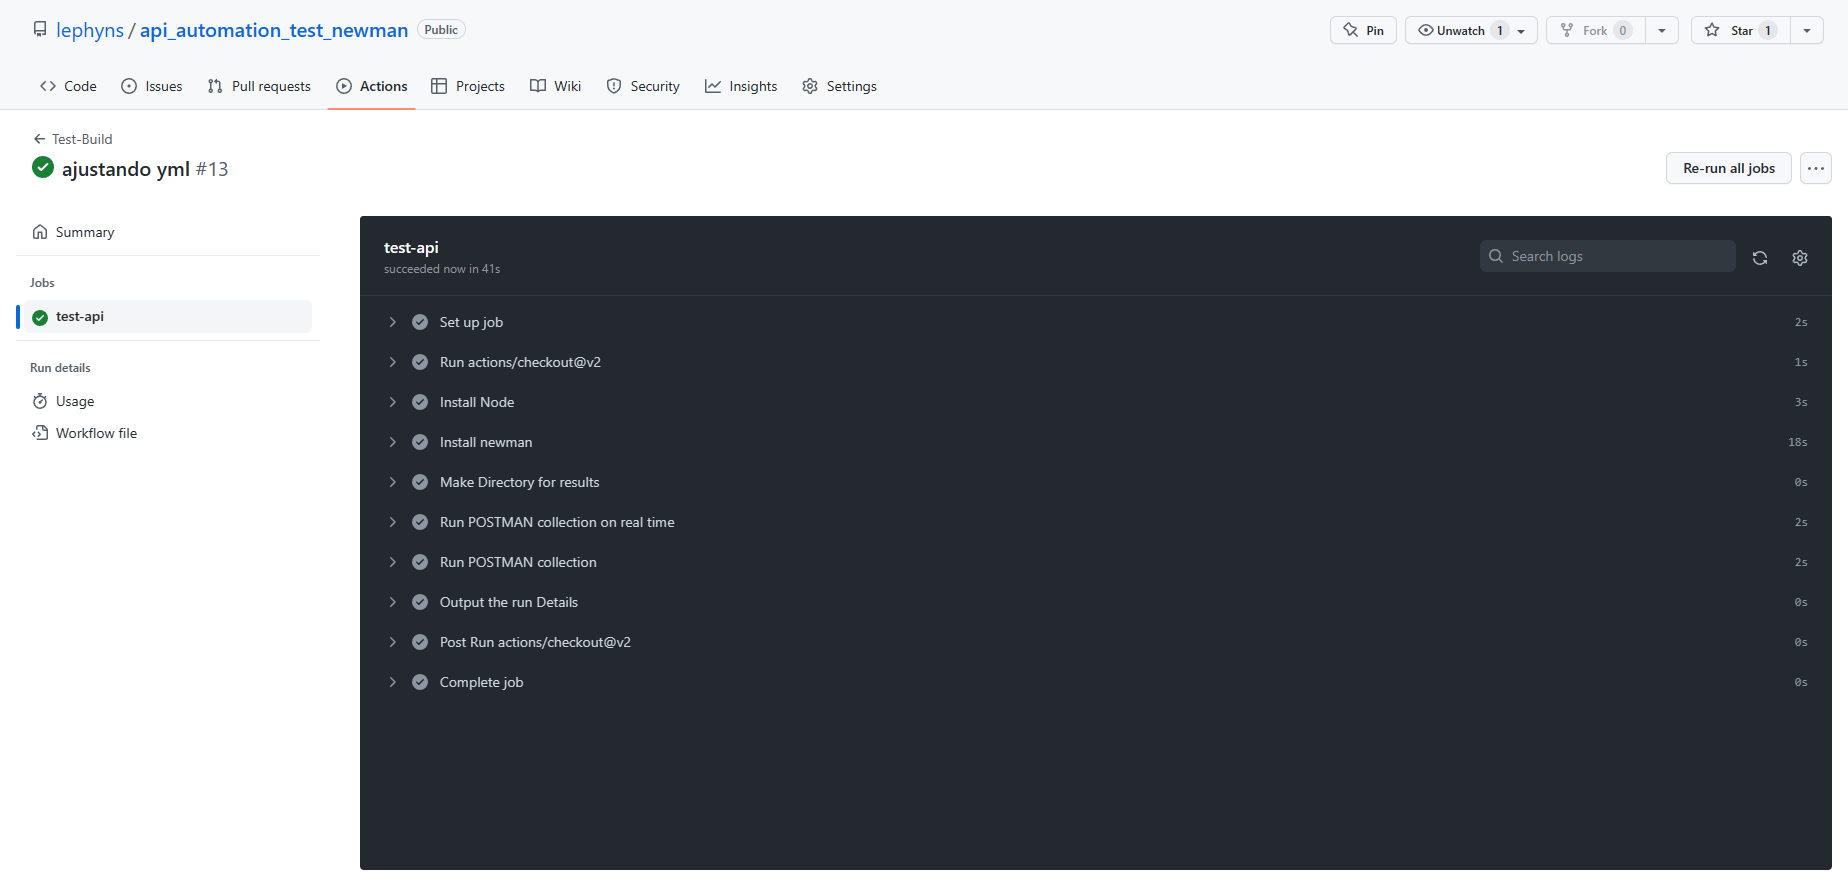 lephyns / api_automation_test_newman Public
Pin
Unwatch 1
Fork 0
Star 1
Code
Issues
Pull requests
Actions
Projects
Wiki
Security
Insights
Settings
Test-Build
ajustando yml #13
Re-run all jobs
Summary
Jobs
test-api
Run details
Usage
Workflow file
test-api
succeeded now in 41s
Search logs
Set up job 2s
Run actions/checkout@v2 1s
Install Node 3s
Install newman 18s
Make Directory for results 0s
Run POSTMAN collection on real time 2s
Run POSTMAN collection 2s
Output the run Details 0s
Post Run actions/checkout@v2 0s
Complete job 0s